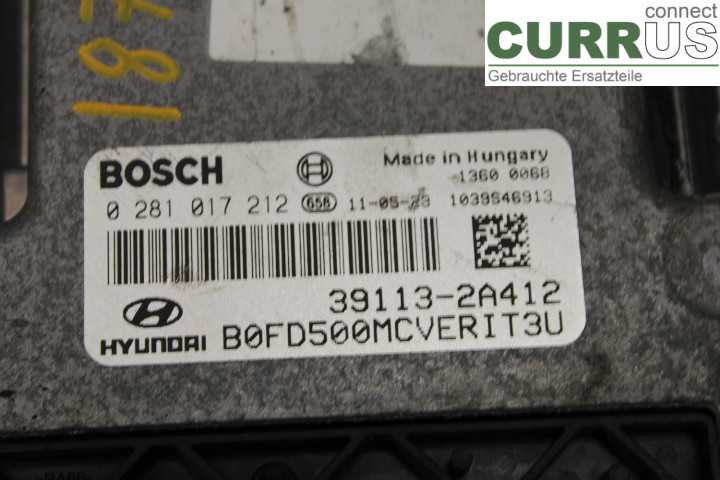 connect
CURRUS
Gebrauchte Ersatzteile
187
BOSCH
Made in Hungary
-1360 0068
0 281 017 212 658 11-05-23 1039S46913
39113-2A412
HYUNDAI B0FD500MCVERIT3U